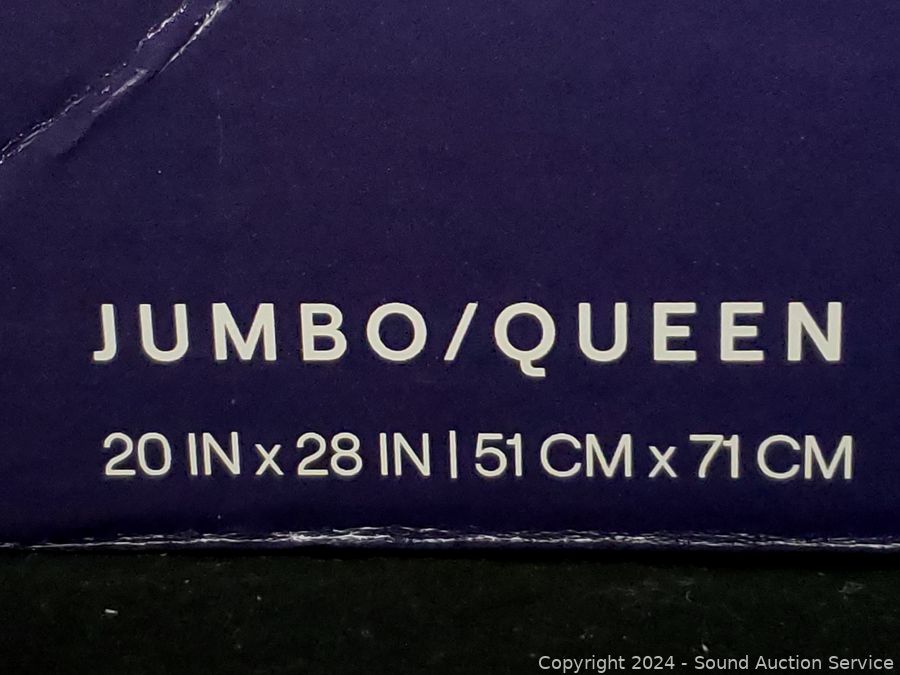 JUMBO/QUEEN
20 IN x 28 IN | 51 CM x 71 CM
Copyright 2024 - Sound Auction Service